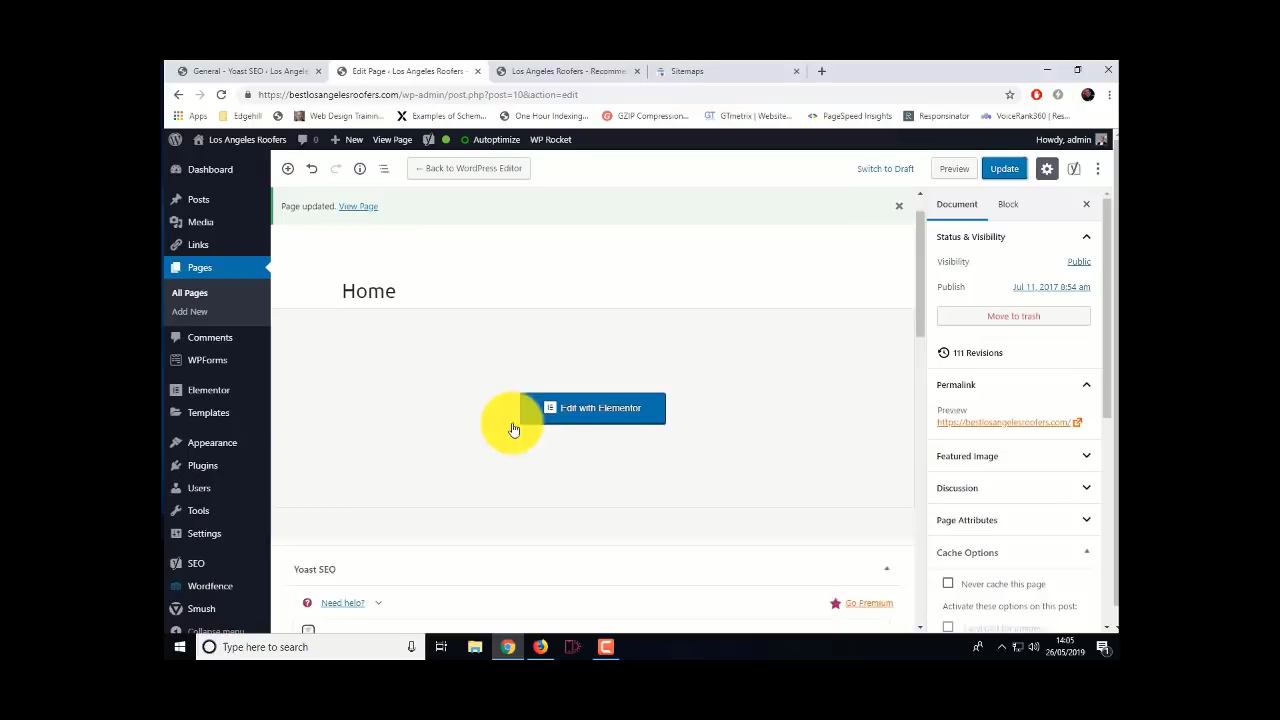 General - Yoast SEO ‹ Los Angele
Edit Page ‹ Los Angeles Roofers -
Los Angeles Roofers - Recomme
Sitemaps
https://bestlosangelesroofers.com/wp-admin/post.php?post=10&action=edit
Apps
Edgehill
Web Design Trainin...
Examples of Schem...
One Hour Indexing...
GZIP Compression...
GTmetrix | Website...
PageSpeed Insights
Responsinator
VoiceRank360 | Res...
Los Angeles Roofers
0
New
View Page
Autoptimize
WP Rocket
Howdy, admin
Dashboard
Posts
Media
Links
Pages
All Pages
Add New
Comments
WPForms
Elementor
Templates
Appearance
Plugins
Users
Tools
Settings
SEO
Wordfence
Smush
Collapse menu
← Back to WordPress Editor
Switch to Draft
Preview
Update
Page updated. View Page
Home
Edit with Elementor
Yoast SEO
Need help?
Go Premium
Document
Block
Status & Visibility
Visibility
Public
Publish
Jul 11, 2017 8:54 am
Move to trash
111 Revisions
Permalink
Preview
https://bestlosangelesroofers.com/
Featured Image
Discussion
Page Attributes
Cache Options
Never cache this page
Activate these options on this post:
Type here to search
14:05
26/05/2019
1